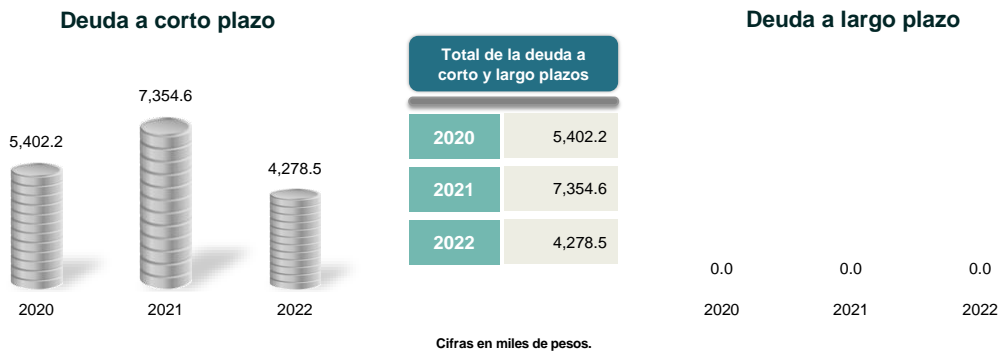 Deuda a corto plazo
7,354.6
5,402.2
4,278.5
2020 2021 2022
Total de la deuda a
corto y largo plazos
2020 5,402.2
2021 7,354.6
2022 4,278.5
Deuda a largo plazo
0.0 0.0 0.0
2020 2021 2022
Cifras en miles de pesos.